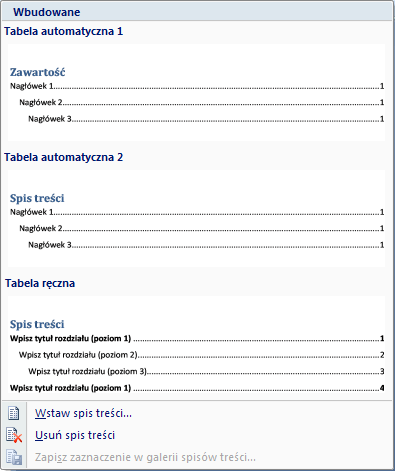 Wbudowane
Tabela automatyczna 1
Zawartość
Nagłówek 1...........................................................................................................1
Nagłówek 2.......................................................................................................1
Nagłówek 3...................................................................................................1
Tabela automatyczna 2
Spis treści
Nagłówek 1...........................................................................................................1
Nagłówek 2.......................................................................................................1
Nagłówek 3...................................................................................................1
Tabela ręczna
Spis treści
Wpisz tytuł rozdziału (poziom 1) ................................................................................1
Wpisz tytuł rozdziału (poziom 2)..............................................................................2
Wpisz tytuł rozdziału (poziom 3)..........................................................................3
Wpisz tytuł rozdziału (poziom 1) ................................................................................4
Wstaw spis treści...
Usuń spis treści
Zapisz zaznaczenie w galerii spisów treści...